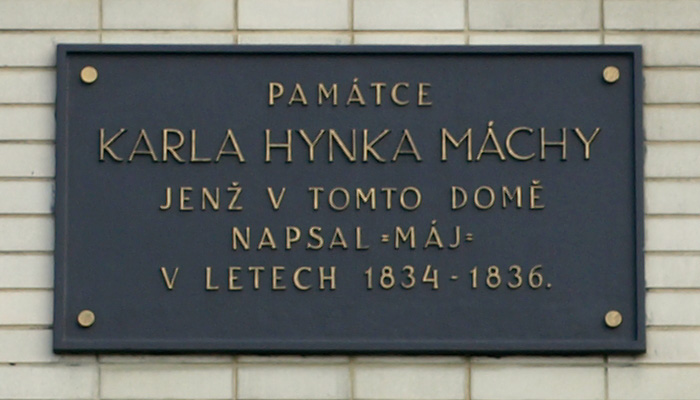 PAMÁTCE
KARLA HYNKA MÁCHY
JENŽ V TOMTO DOMĚ
NAPSAL =MÁJ=
V LETECH 1834-1836.